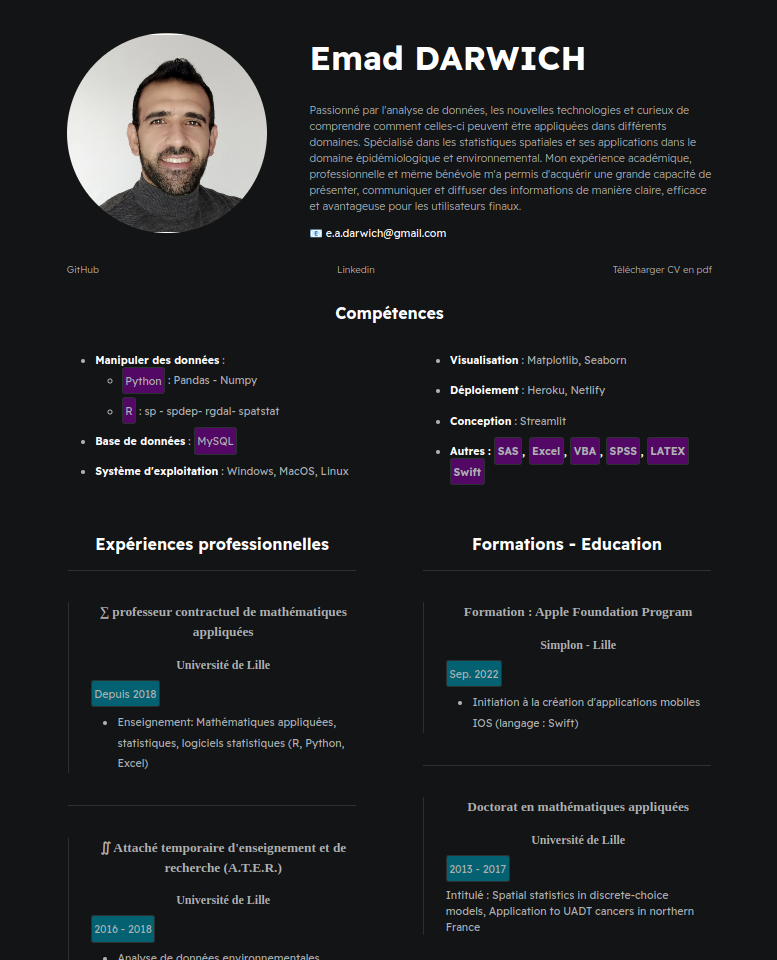 Emad DARWICH
Passionné par l'analyse de données, les nouvelles technologies et curieux de
comprendre comment celles-ci peuvent être appliquées dans différents
domaines. Spécialisé dans les statistiques spatiales et ses applications dans le
domaine épidémiologique et environnemental. Mon expérience académique,
professionnelle et même bénévole m'a permis d'acquérir une grande capacité de
présenter, communiquer et diffuser des informations de manière claire, efficace
et avantageuse pour les utilisateurs finaux.
📧 e.a.darwich@gmail.com
GitHub
Linkedin
Télécharger CV en pdf
Compétences
Manipuler des données :
Python : Pandas - Numpy
R : sp - spdep- rgdal- spatstat
Base de données : MySQL
Système d'exploitation : Windows, MacOS, Linux
Visualisation : Matplotlib, Seaborn
Déploiement : Heroku, Netlify
Conception : Streamlit
Autres : SAS , Excel , VBA , SPSS , LATEX
Swift
Expériences professionnelles
∑ professeur contractuel de mathématiques
appliquées
Université de Lille
Depuis 2018
Enseignement: Mathématiques appliquées,
statistiques, logiciels statistiques (R, Python,
Excel)
∬ Attaché temporaire d'enseignement et de
recherche (A.T.E.R.)
Université de Lille
2016 - 2018
Analyse de données environnementales
Formations - Education
Formation : Apple Foundation Program
Simplon - Lille
Sep. 2022
Initiation à la création d'applications mobiles
IOS (langage : Swift)
Doctorat en mathématiques appliquées
Université de Lille
2013 - 2017
Intitulé : Spatial statistics in discrete-choice
models, Application to UADT cancers in northern
France